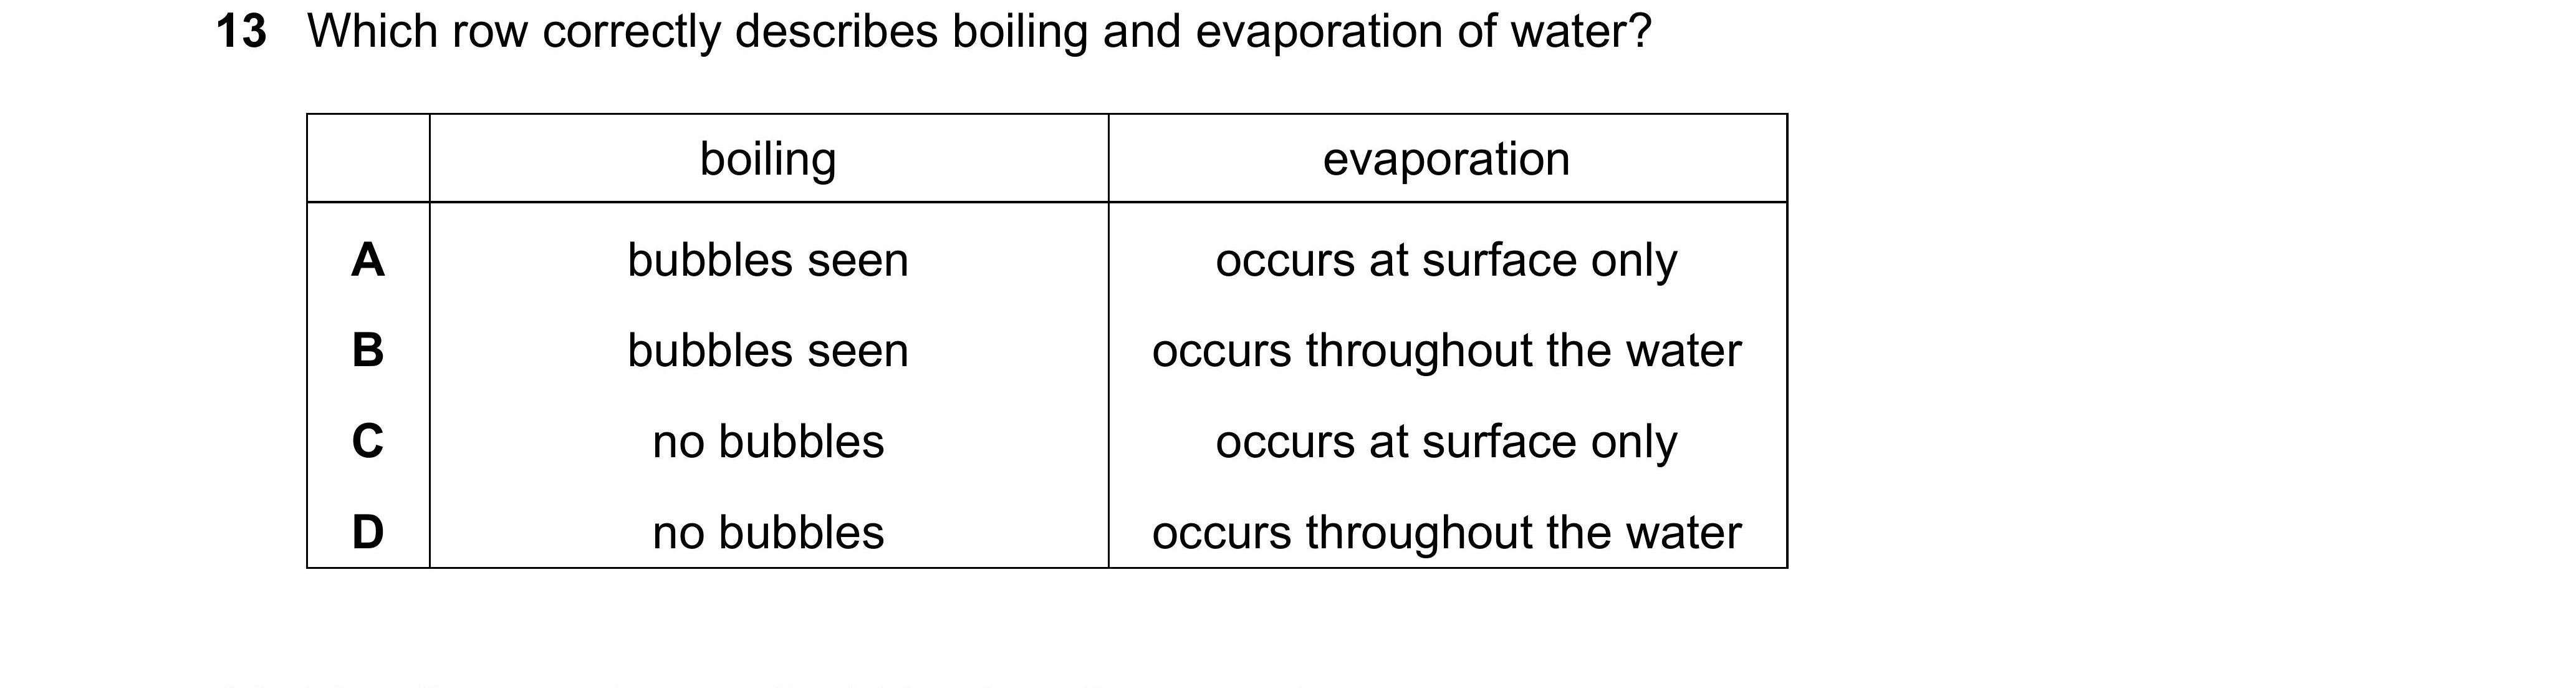 13 Which row correctly describes boiling and evaporation of water?
boiling evaporation
A bubbles seen occurs at surface only
B bubbles seen occurs throughout the water
C no bubbles occurs at surface only
D no bubbles occurs throughout the water